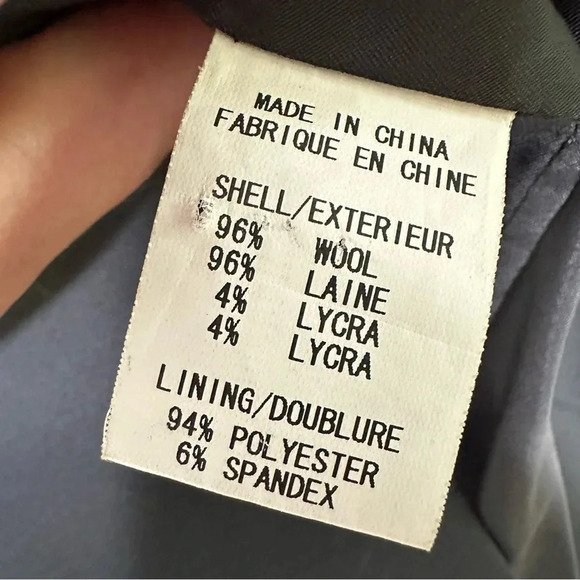 MADE IN CHINA
FABRIQUE EN CHINE
SHELL/EXTERIEUR
96% WOOL
96% LAINE
4% LYCRA
4% LYCRA
LINING/DOUBLURE
94% POLYESTER
6% SPANDEX